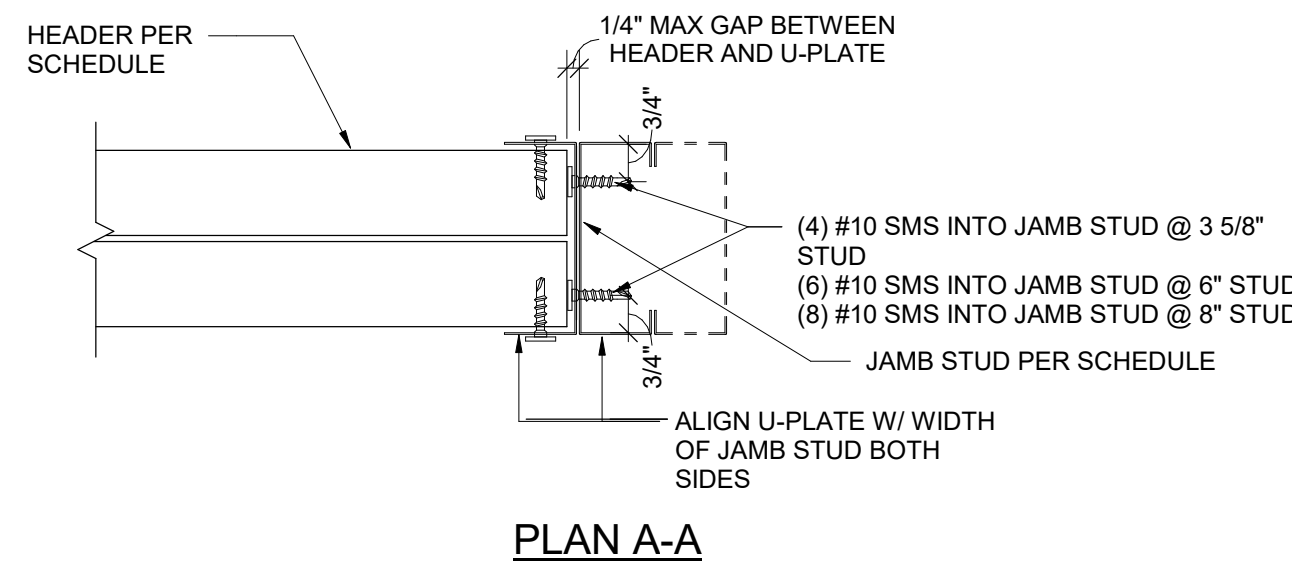 HEADER PER
SCHEDULE
1/4" MAX GAP BETWEEN
HEADER AND U-PLATE
3/4"
(4) #10 SMS INTO JAMB STUD @ 3 5/8"
STUD
(6) #10 SMS INTO JAMB STUD @ 6" STUD
(8) #10 SMS INTO JAMB STUD @ 8" STUD
JAMB STUD PER SCHEDULE
3/4"
ALIGN U-PLATE W/ WIDTH
OF JAMB STUD BOTH
SIDES
PLAN A-A